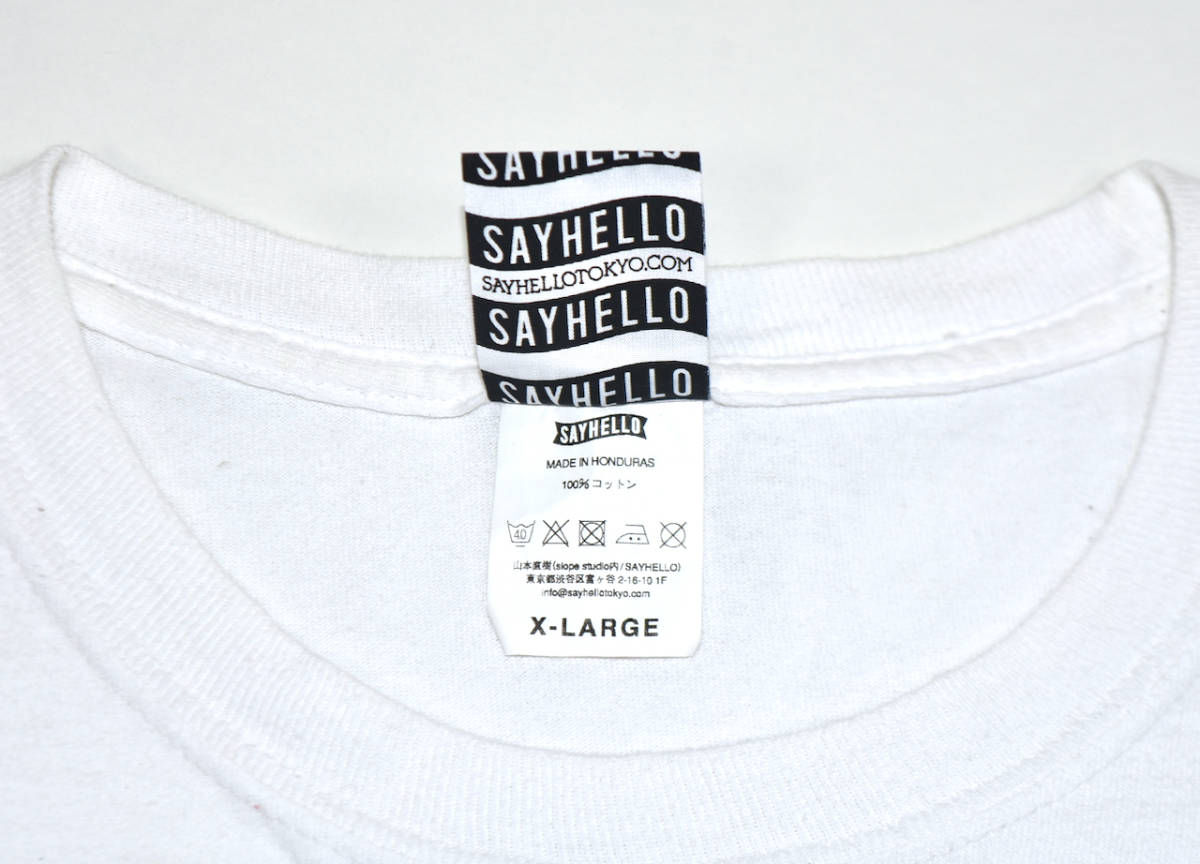 SAYHELLO
SAYHELLO
SAYHELLOTOKYO.COM
SAYHELLO
SAYHELLO
SAYHELLO
MADE IN HONDURAS
100% コットン
40
山本直樹(slope studio内/SAYHELLO)
東京都渋谷区富ヶ谷 2-16-10 1F
info@sayhellotokyo.com
X-LARGE